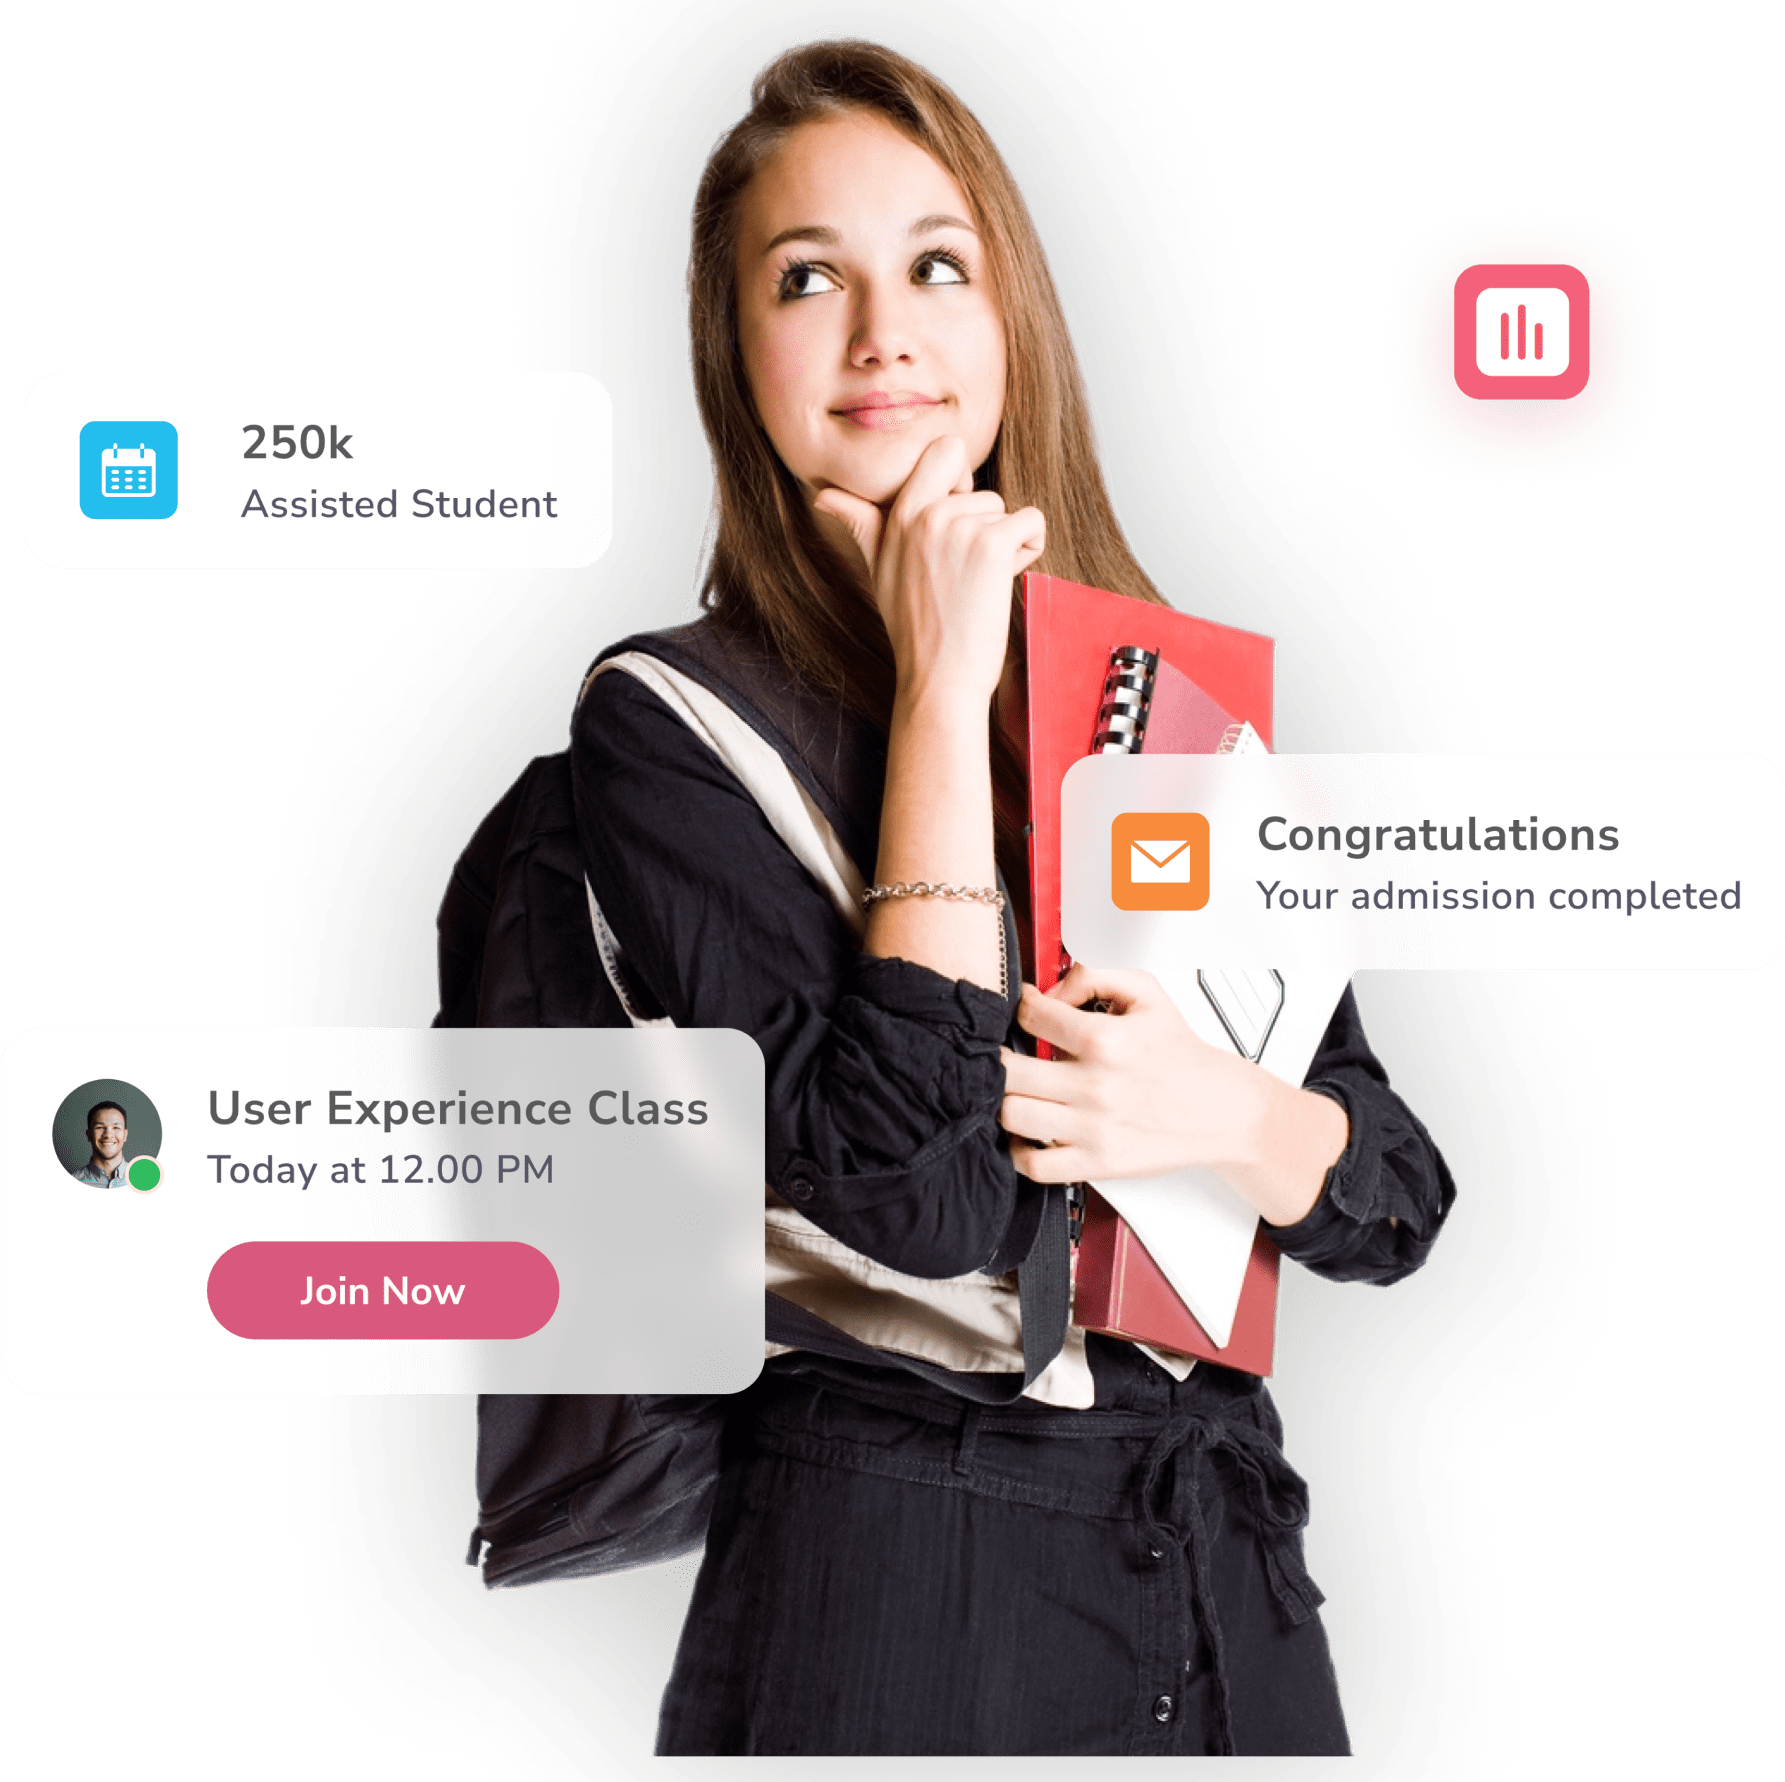 250k
Assisted Student
Congratulations
Your admission completed
User Experience Class
Today at 12.00 PM
Join Now